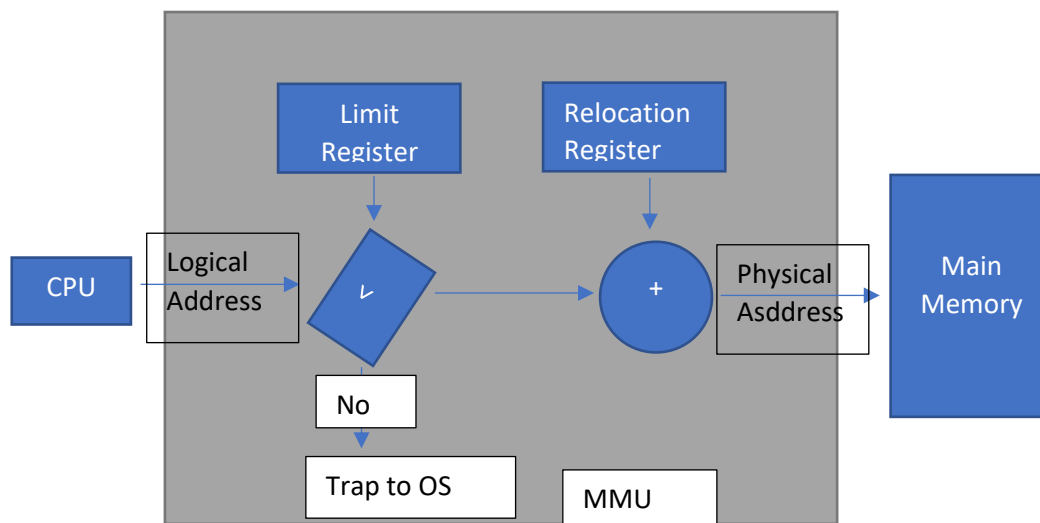 Limit
Register
Relocation
Register
CPU
Logical
Address
<
+
Physical
Asddress
Main
Memory
No
Trap to OS
MMU